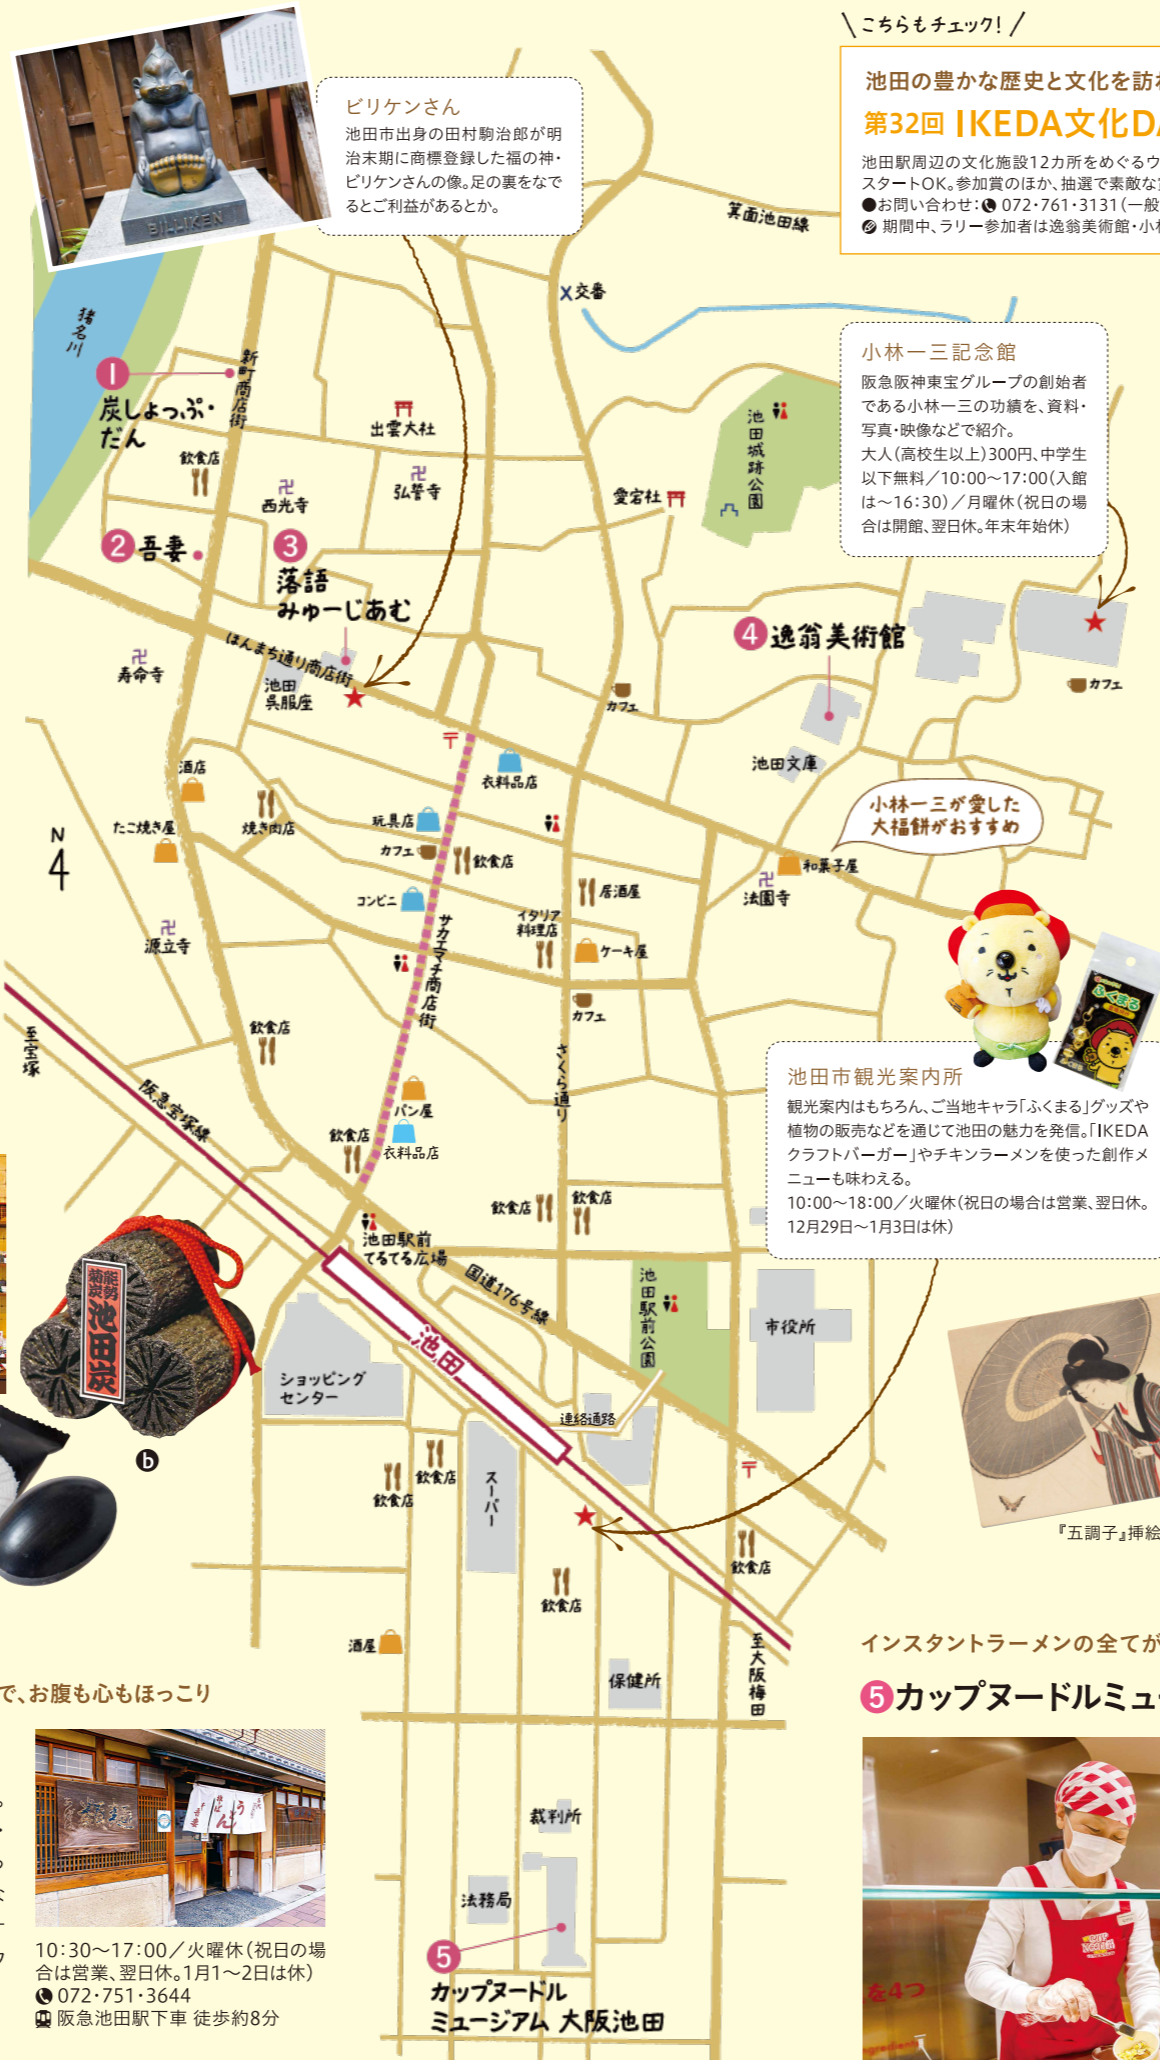 BILLIKEN
ビリケンさん
池田市出身の田村駒治郎が明
治末期に商標登録した福の神・
ビリケンさんの像。足の裏をなで
るとご利益があるとか。
こちらもチェック!
池田の豊かな歴史と文化を訪
第32回 IKEDA文化DA
池田駅周辺の文化施設12カ所をめぐるウ
スタートOK。参加賞のほか、抽選で素敵な
●お問い合わせ: 072・761・3131(一般
期間中、ラリー参加者は逸翁美術館・小
箕面池田線
交番
猪名川
小林一三記念館
阪急阪神東宝グループの創始者
である小林一三の功績を、資料・
写真・映像などで紹介。
大人(高校生以上)300円、中学生
以下無料/10:00〜17:00(入館
は〜16:30)/月曜休(祝日の場
合は開館、翌日休。年末年始休)
新町商店街
1
炭しょっぷ・
だん
出雲大社
池田城跡公園
飲食店
西光寺
弘誓寺
愛宕社
2 吾妻
3
落語
みゅーじあむ
4 逸翁美術館
ほんまち通り商店街
寿命寺
池田
呉服座
カフェ
カフェ
池田文庫
酒店
衣料品店
小林一三が愛した
大福餅がおすすめ
N
4
たこ焼き屋
焼き肉店
玩具店
カフェ
飲食店
和菓子屋
法園寺
コンビニ
居酒屋
イタリア
料理店
サカエマチ商店街
ケーキ屋
源立寺
カフェ
ふくまる
飲食店
至宝塚
さくら通り
阪急宝塚線
パン屋
飲食店
衣料品店
池田市観光案内所
観光案内はもちろん、ご当地キャラ「ふくまる」グッズや
植物の販売などを通じて池田の魅力を発信。「IKEDA
クラフトバーガー」やチキンラーメンを使った創作メ
ニューも味わえる。
10:00〜18:00/火曜休(祝日の場合は営業、翌日休。
12月29日〜1月3日は休)
飲食店
飲食店
池田駅前
てるてる広場
国道176号線
池田駅前公園
市役所
能勢
菊炭
池田炭
池田
ショッピング
センター
連絡通路
b
飲食店
飲食店
スーパー
『五調子』挿絵
飲食店
飲食店
酒屋
至大阪梅田
保健所
インスタントラーメンの全てが
5カップヌードルミュ
で、お腹も心もほっこり
うどん
吾妻
裁判所
法務局
5
カップヌードル
ミュージアム 大阪池田
10:30〜17:00/火曜休(祝日の場
合は営業、翌日休。1月1〜2日は休)
072・751・3644
阪急池田駅下車 徒歩約8分
を4つ